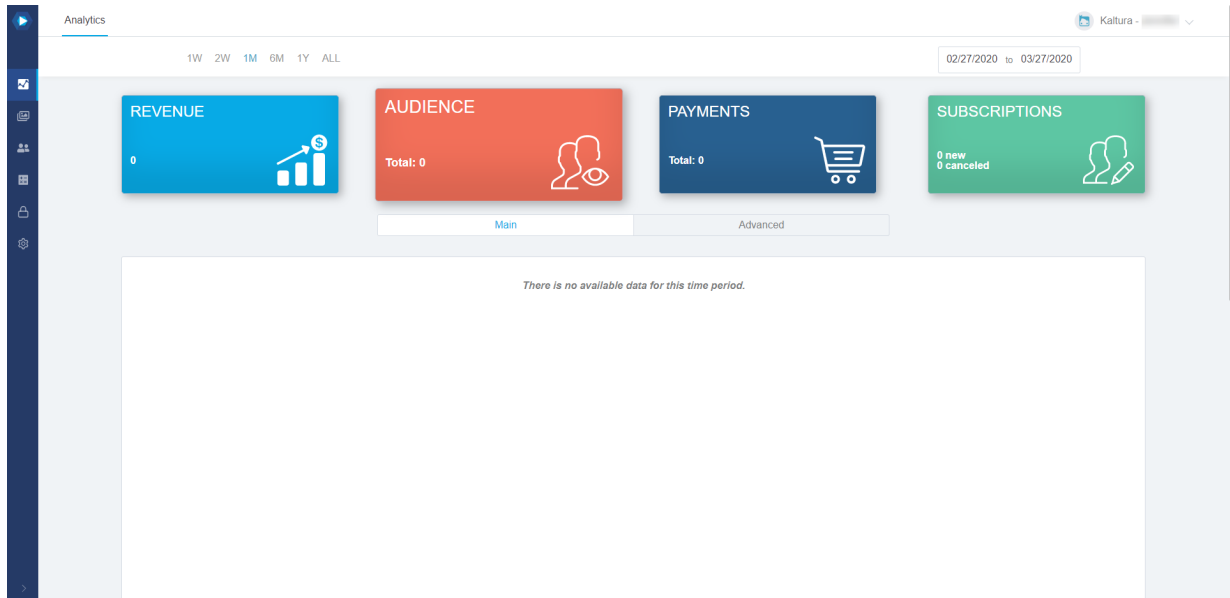 Analytics
Kaltura -
1W 2W 1M 6M 1Y ALL
02/27/2020 to 03/27/2020
REVENUE
0
$
AUDIENCE
Total: 0
PAYMENTS
Total: 0
SUBSCRIPTIONS
0 new
0 canceled
Main
Advanced
There is no available data for this time period.